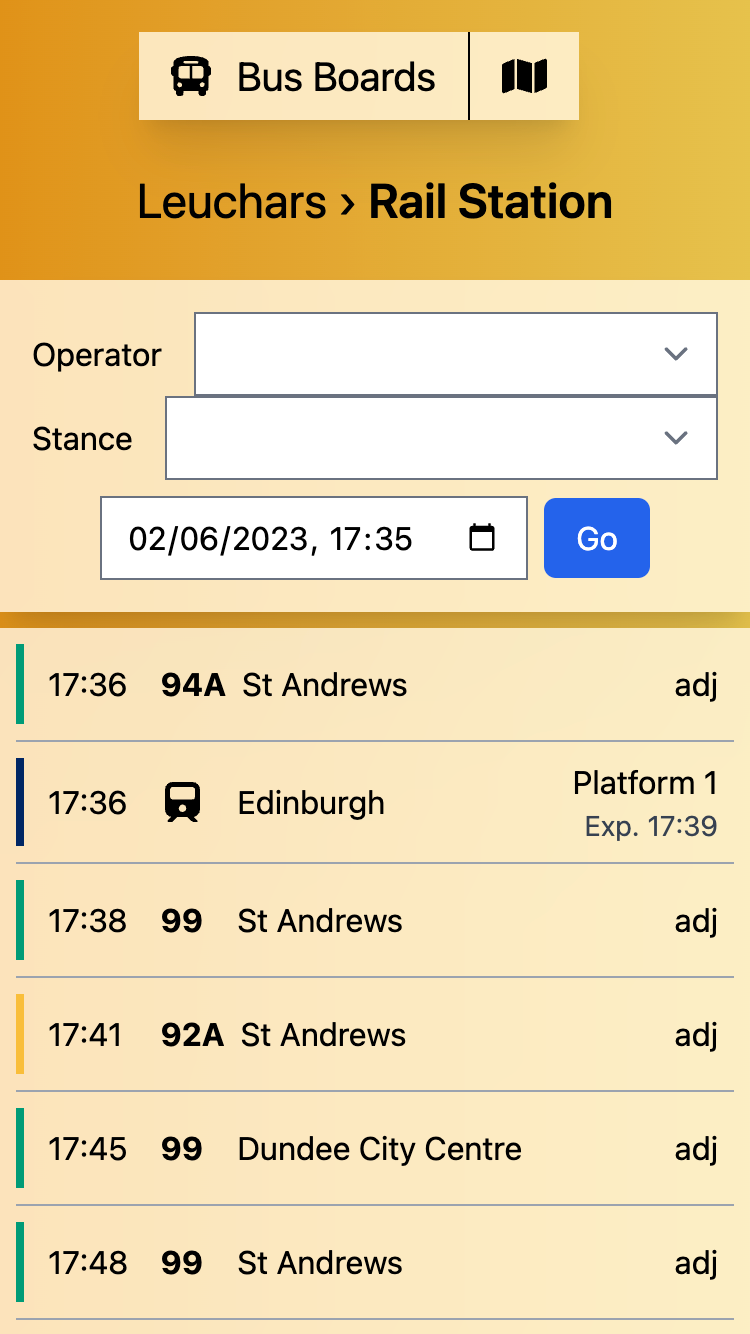 Bus Boards
Leuchars › Rail Station
Operator
Stance
02/06/2023, 17:35 Go
17:36 94A St Andrews adj
17:36 Edinburgh Platform 1
Exp. 17:39
17:38 99 St Andrews adj
17:41 92A St Andrews adj
17:45 99 Dundee City Centre adj
17:48 99 St Andrews adj